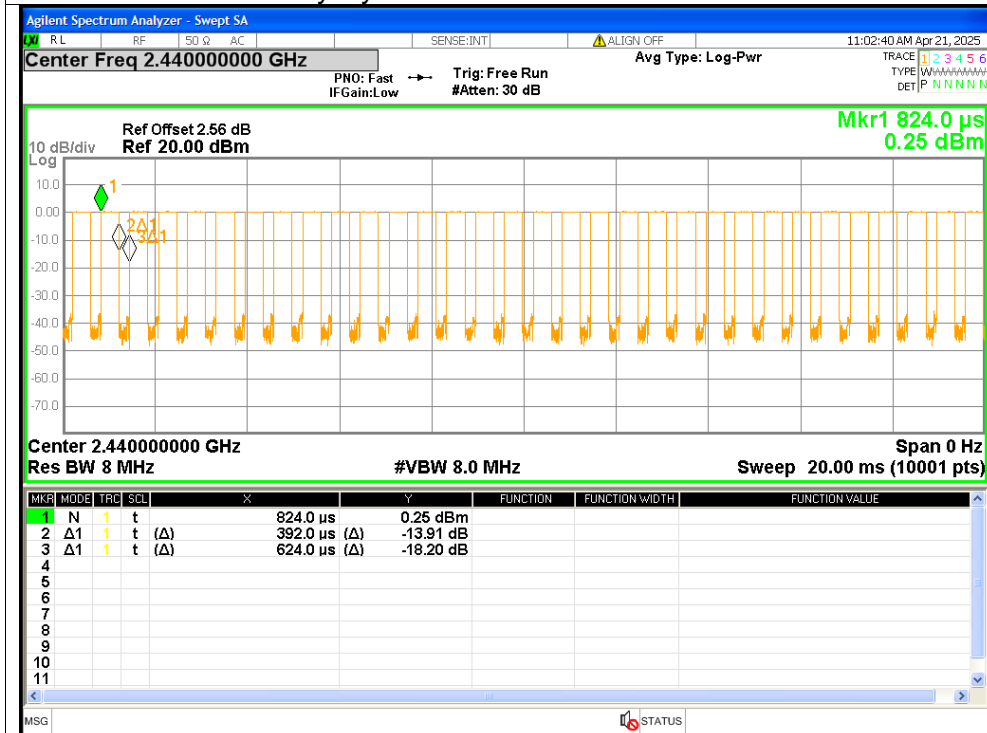 Agilent Spectrum Analyzer - Swept SA
LXI RL RF 50 Ω AC SENSE:INT ALIGN OFF 11:02:40 AM Apr 21, 2025
Center Freq 2.440000000 GHz
PNO: Fast
IFGain:Low
Trig: Free Run
#Atten: 30 dB
Avg Type: Log-Pwr
TRACE 1 2 3 4 5 6
TYPE WWWWWW
DET P N N N N N
Mkr1 824.0 µs
0.25 dBm
Ref Offset 2.56 dB
10 dB/div Ref 20.00 dBm
Log
10.0
0.00
-10.0
-20.0
-30.0
-40.0
-50.0
-60.0
-70.0
1
2Δ1
3Δ1
Center 2.440000000 GHz Span 0 Hz
Res BW 8 MHz #VBW 8.0 MHz Sweep 20.00 ms (10001 pts)
MKR MODE TRC SCL X Y FUNCTION FUNCTION WIDTH FUNCTION VALUE
1 N 1 t 824.0 µs 0.25 dBm
2 Δ1 1 t (Δ) 392.0 µs (Δ) -13.91 dB
3 Δ1 1 t (Δ) 624.0 µs (Δ) -18.20 dB
4
5
6
7
8
9
10
11
MSG STATUS